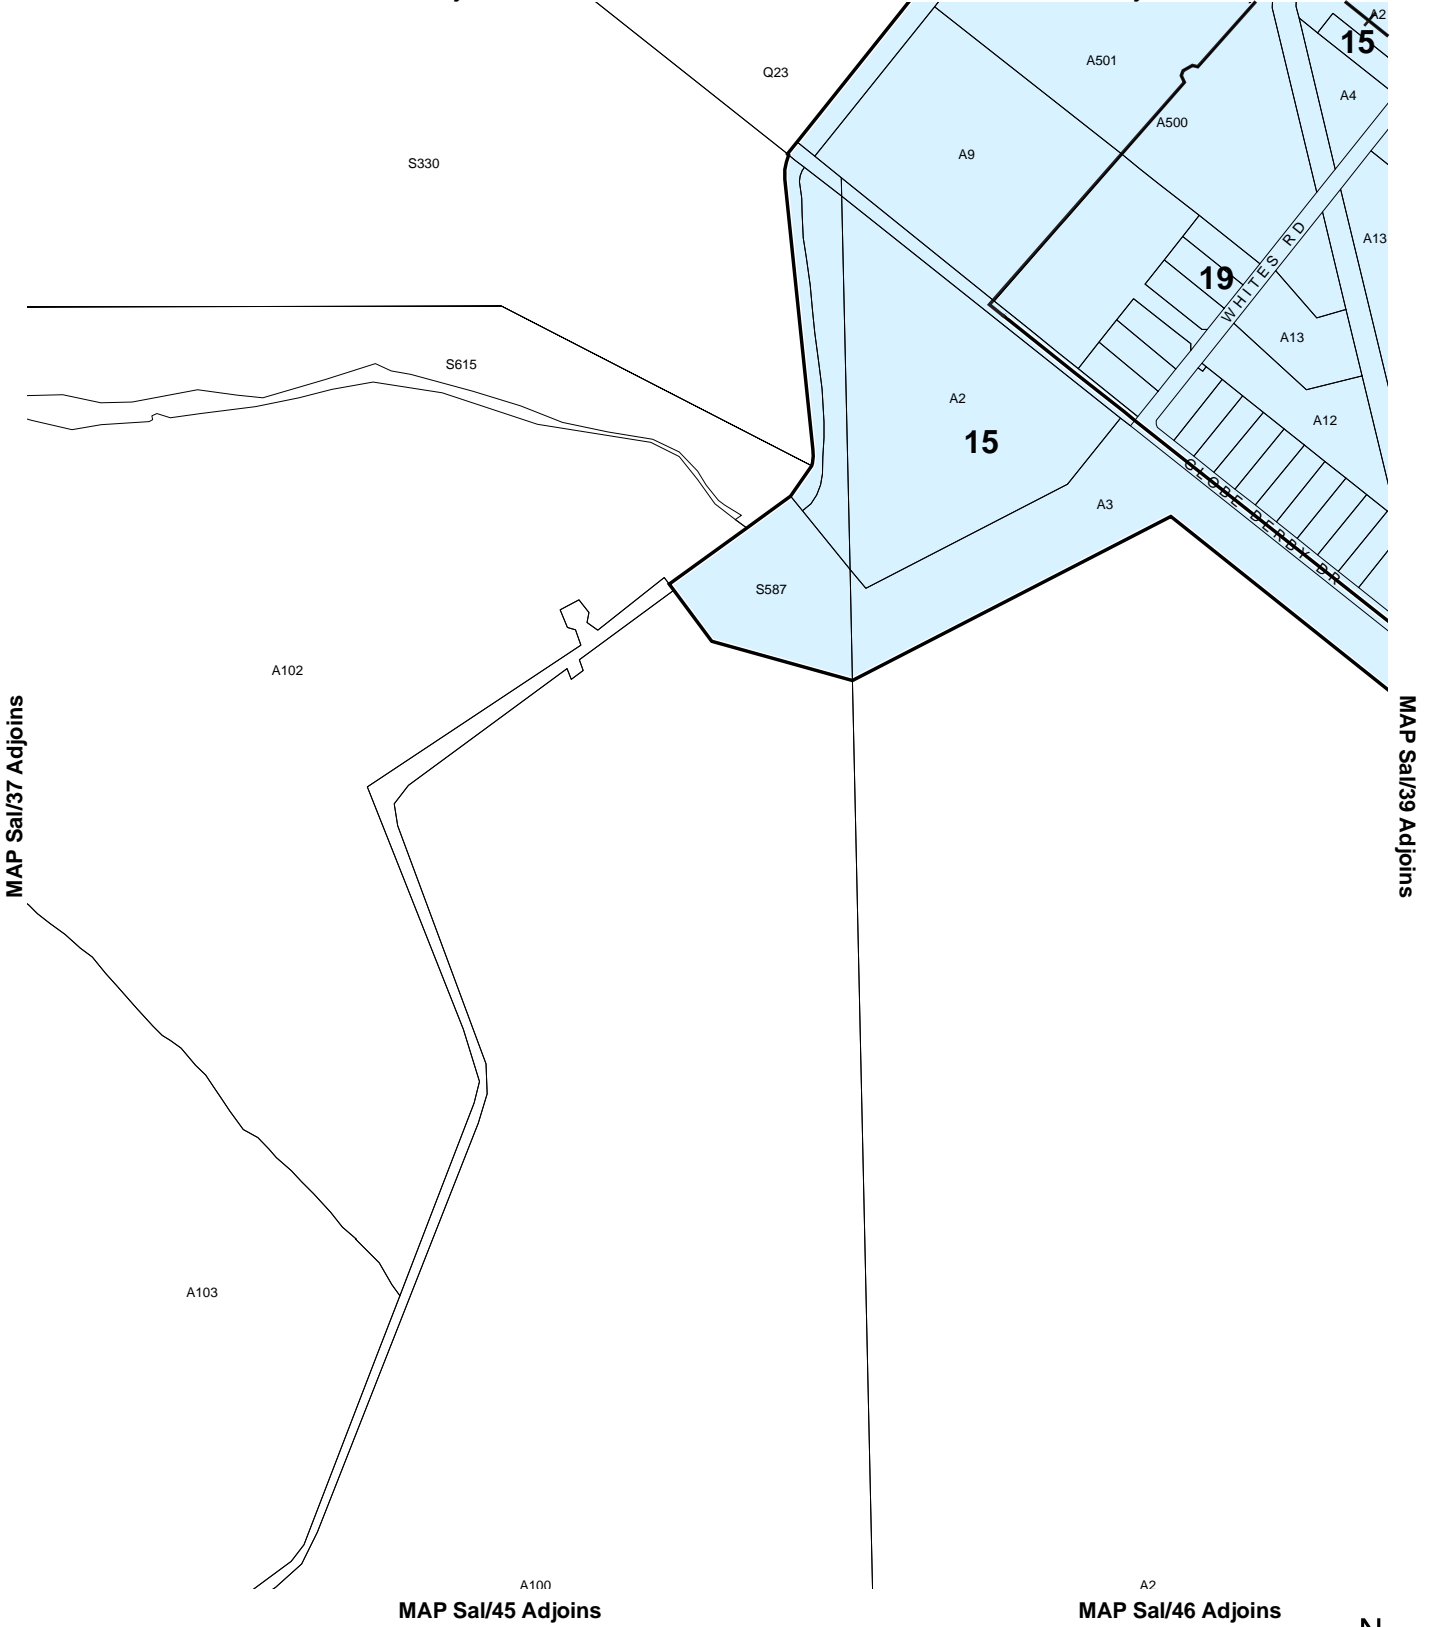 A2
15
A501
Q23
A4
A500
A9
S330
A13
19
WHITES RD
A13
S615
A2
A12
15
GLOBE DERBY DR
A3
S587
A102
MAP Sal/37 Adjoins
MAP Sal/39 Adjoins
A103
A100
A2
MAP Sal/45 Adjoins
MAP Sal/46 Adjoins
N